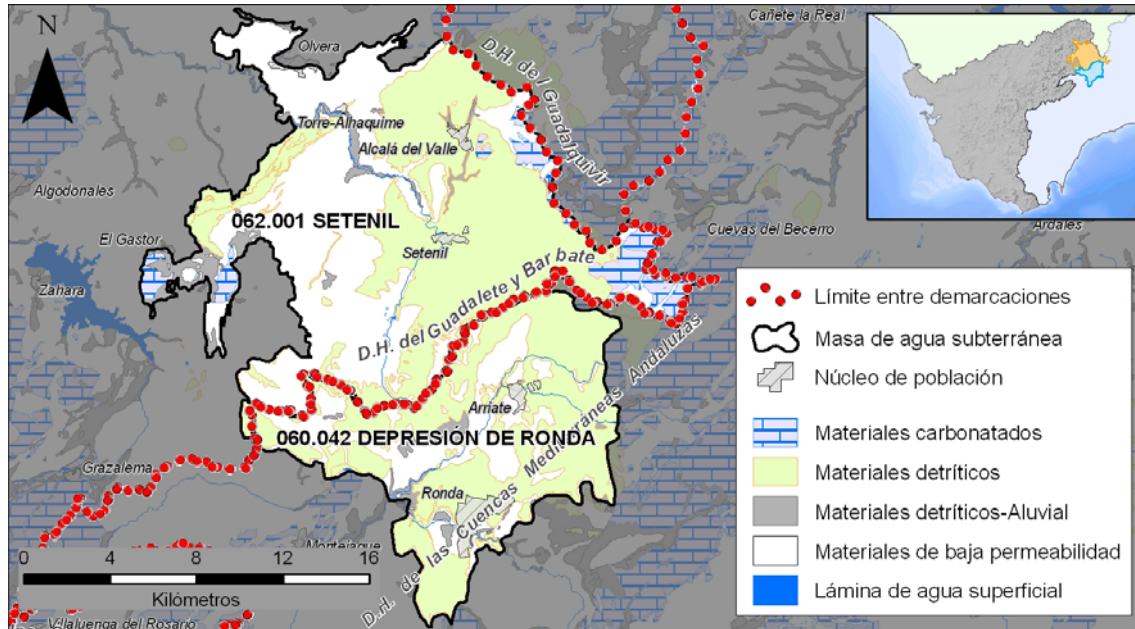 N
Olvera
Cañete la Real
D.H. del Guadalquivir
Torre-Alhaquime
Alcalá del Valle
Algodonales
062.001 SETENIL
El Gastor
Setenil
Cuevas del Becerro
Ardales
Zahara
D.H. del Guadalete y Barbate
Arriate
060.042 DEPRESIÓN DE RONDA
Grazalema
Ronda
D.H. de las Cuencas Mediterráneas Andaluzas
Montejaque
0 4 8 12 16
Kilómetros
Villaluenga del Rosario
Límite entre demarcaciones
Masa de agua subterránea
Núcleo de población
Materiales carbonatados
Materiales detríticos
Materiales detríticos-Aluvial
Materiales de baja permeabilidad
Lámina de agua superficial